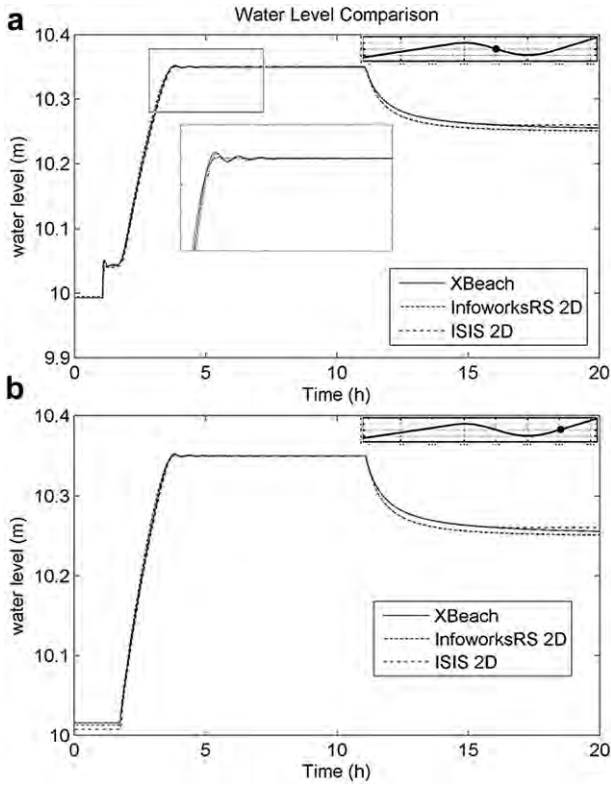 a
Water Level Comparison
10.4
10.3
10.2
10.1
10
9.9
water level (m)
XBeach
InfoworksRS 2D
ISIS 2D
0 5 10 15 20
Time (h)
b
10.4
10.3
10.2
10.1
10
water level (m)
XBeach
InfoworksRS 2D
ISIS 2D
0 5 10 15 20
Time (h)